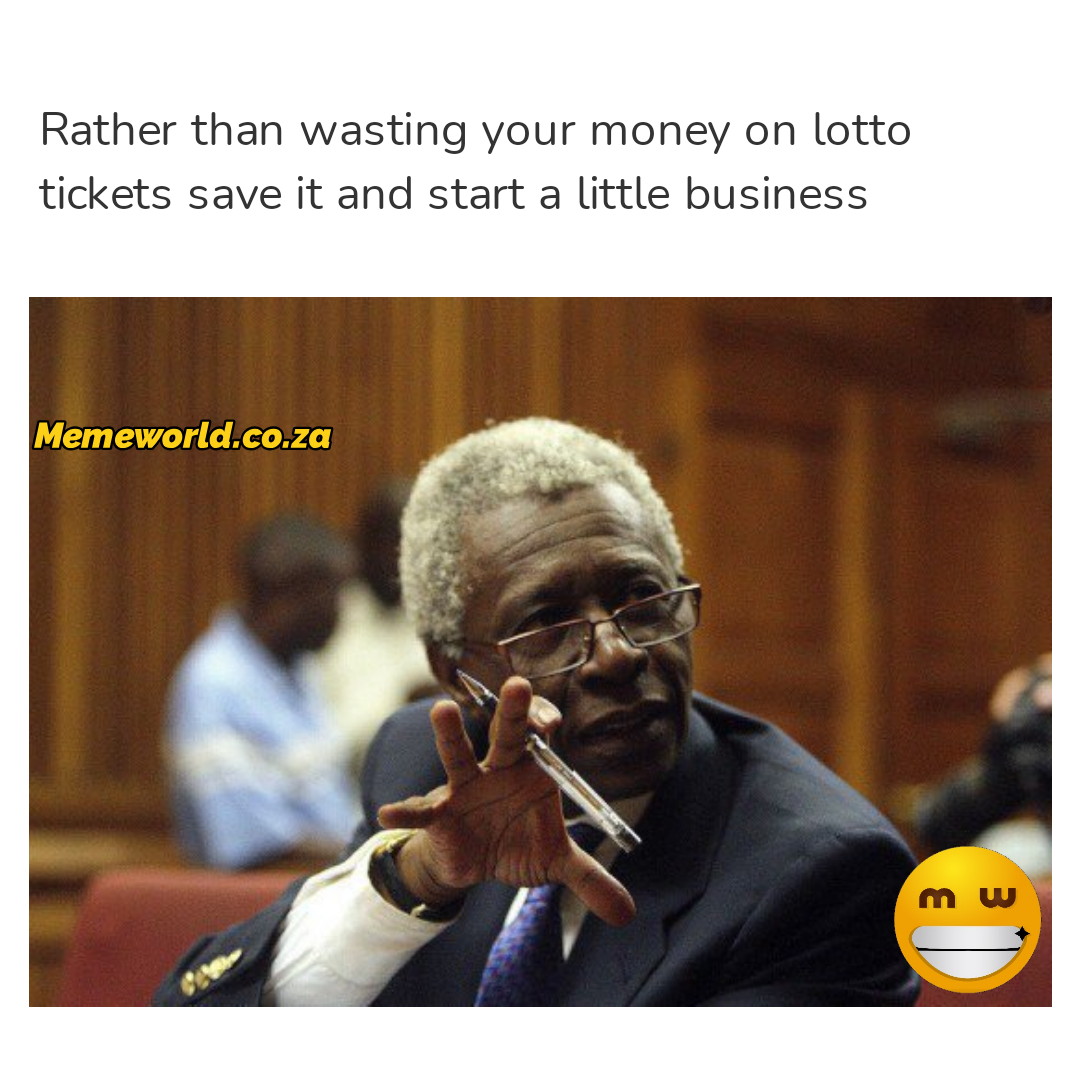 Rather than wasting your money on lotto
tickets save it and start a little business
Memeworld.co.za
m w